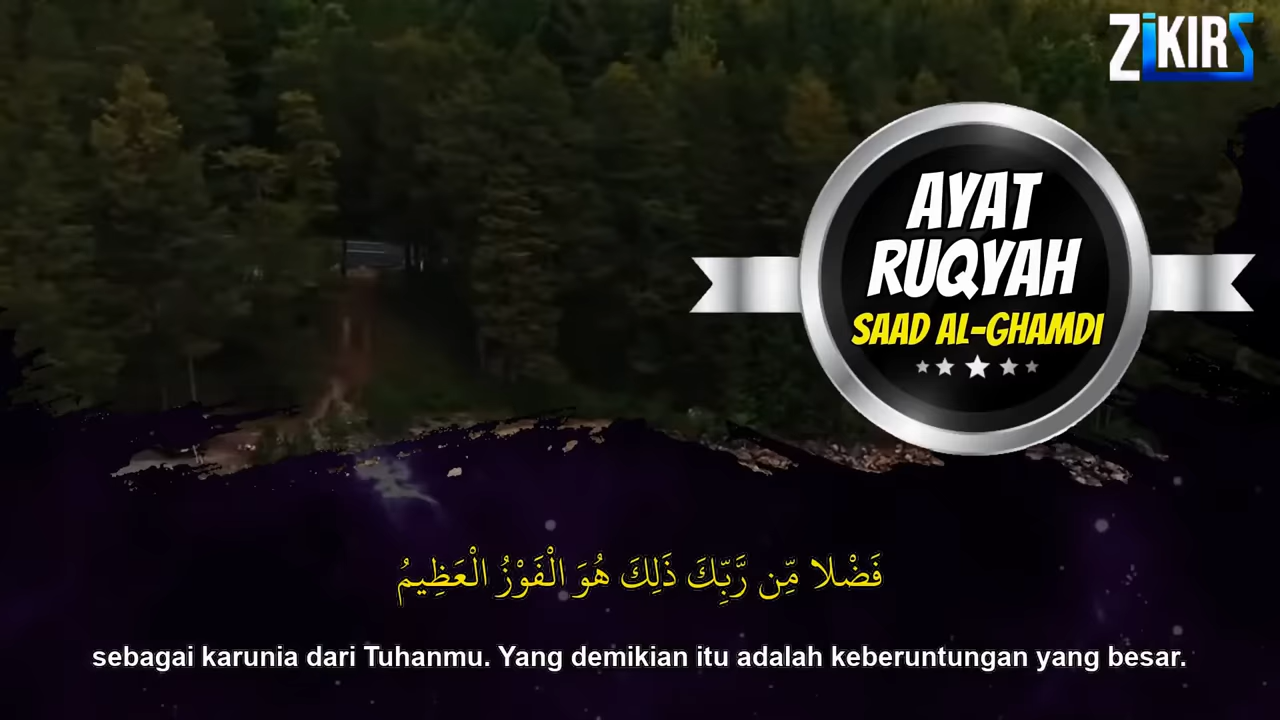 ZiKIRS
AYAT
RUQYAH
SAAD AL-GHAMDI
فَضْلا مِّن رَّبِّكَ ذَلِكَ هُوَ الْفَوْزُ الْعَظِيمُ
sebagai karunia dari Tuhanmu. Yang demikian itu adalah keberuntungan yang besar.